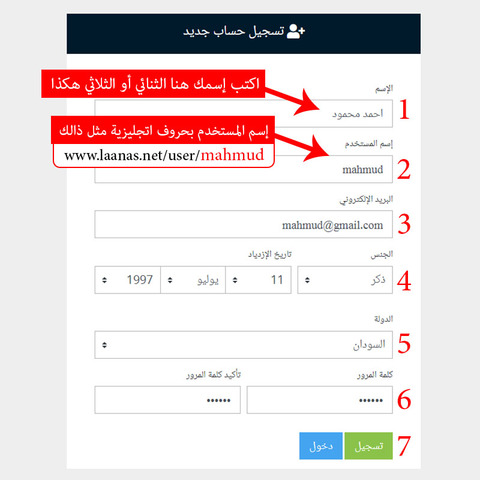 تسجيل حساب جديد
الإسم
اكتب إسمك هنا الثنائي أو الثلاثي هكذا
احمد محمود
1
إسم المستخدم
إسم المستخدم بحروف انجليزية مثل ذالك
www.laanas.net/user/mahmud
mahmud
2
البريد الإلكتروني
mahmud@gmail.com
3
الجنس
تاريخ الإزدياد
ذكر
11
يوليو
1997
4
الدولة
السودان
5
كلمة المرور
تأكيد كلمة المرور
••••••
••••••
6
تسجيل
دخول
7